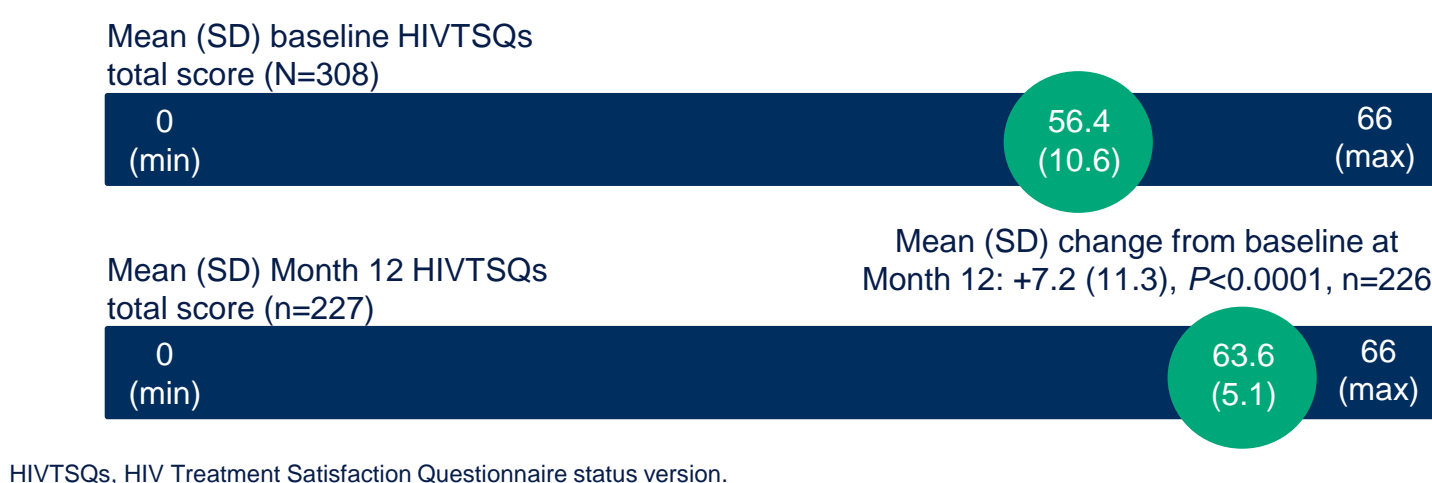 Mean (SD) baseline HIVTSQs
total score (N=308)
0
(min)
56.4
(10.6)
66
(max)
Mean (SD) change from baseline at
Month 12: +7.2 (11.3), P<0.0001, n=226
Mean (SD) Month 12 HIVTSQs
total score (n=227)
0
(min)
63.6
(5.1)
66
(max)
HIVTSQs, HIV Treatment Satisfaction Questionnaire status version.